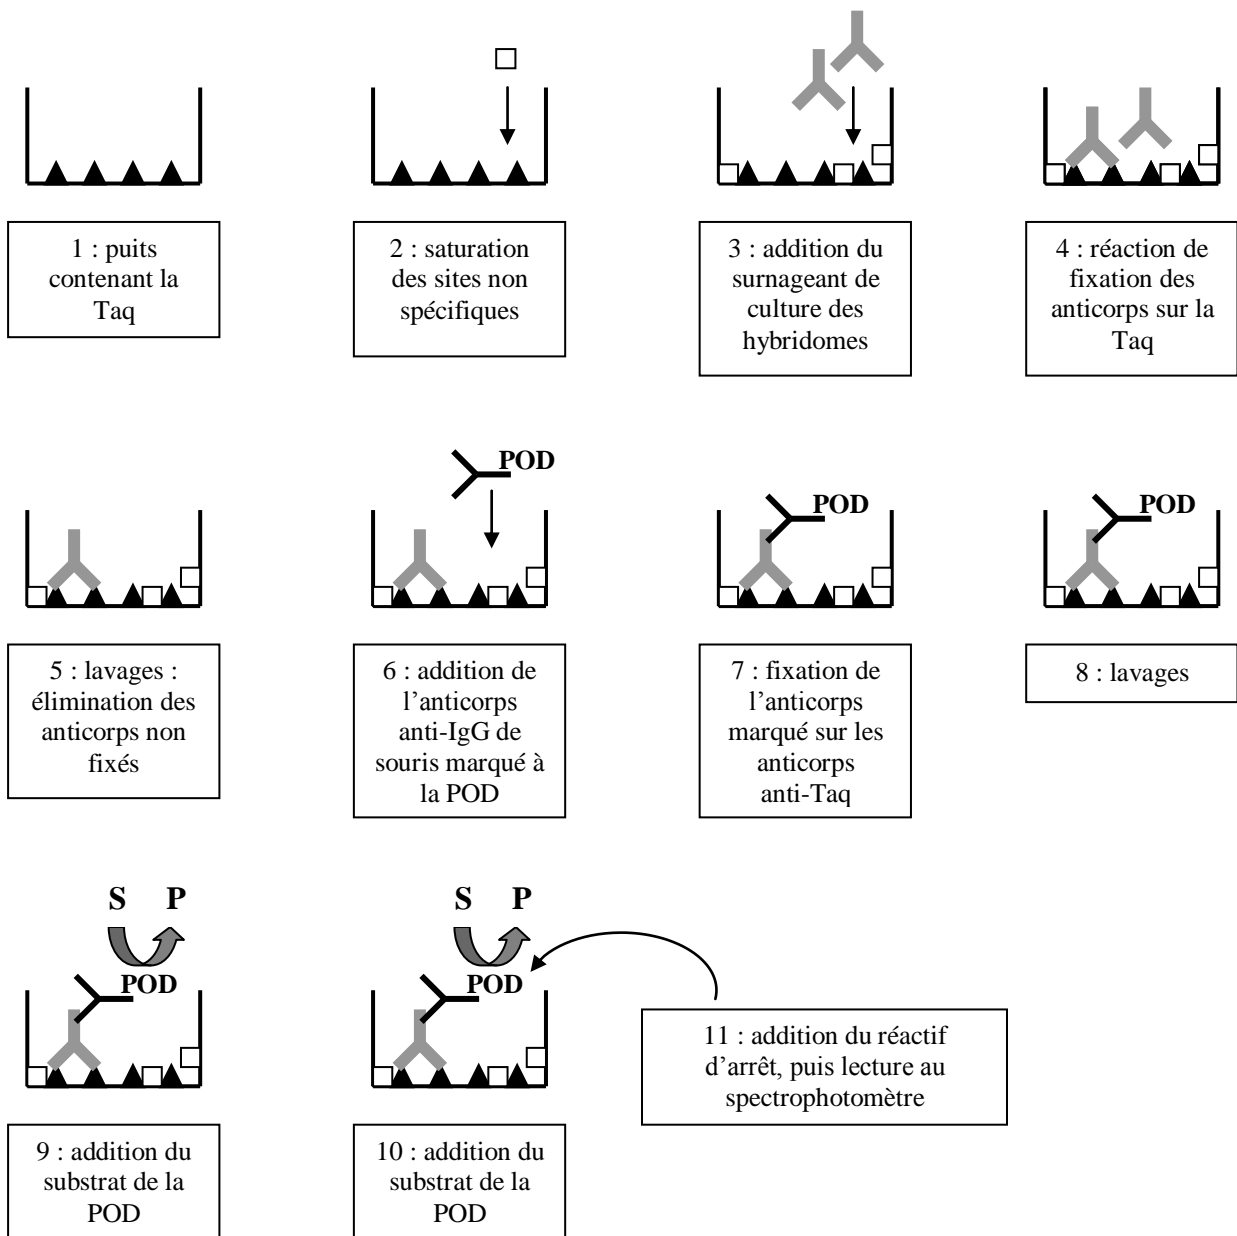 1 : puits
contenant la
Taq
2 : saturation
des sites non
spécifiques
3 : addition du
surnageant de
culture des
hybridomes
4 : réaction de
fixation des
anticorps sur la
Taq
POD
POD
POD
5 : lavages :
élimination des
anticorps non
fixés
6 : addition de
l’anticorps
anti-IgG de
souris marqué à
la POD
7 : fixation de
l’anticorps
marqué sur les
anticorps
anti-Taq
8 : lavages
S P
POD
S P
POD
9 : addition du
substrat de la
POD
10 : addition du
substrat de la
POD
11 : addition du réactif
d’arrêt, puis lecture au
spectrophotomètre